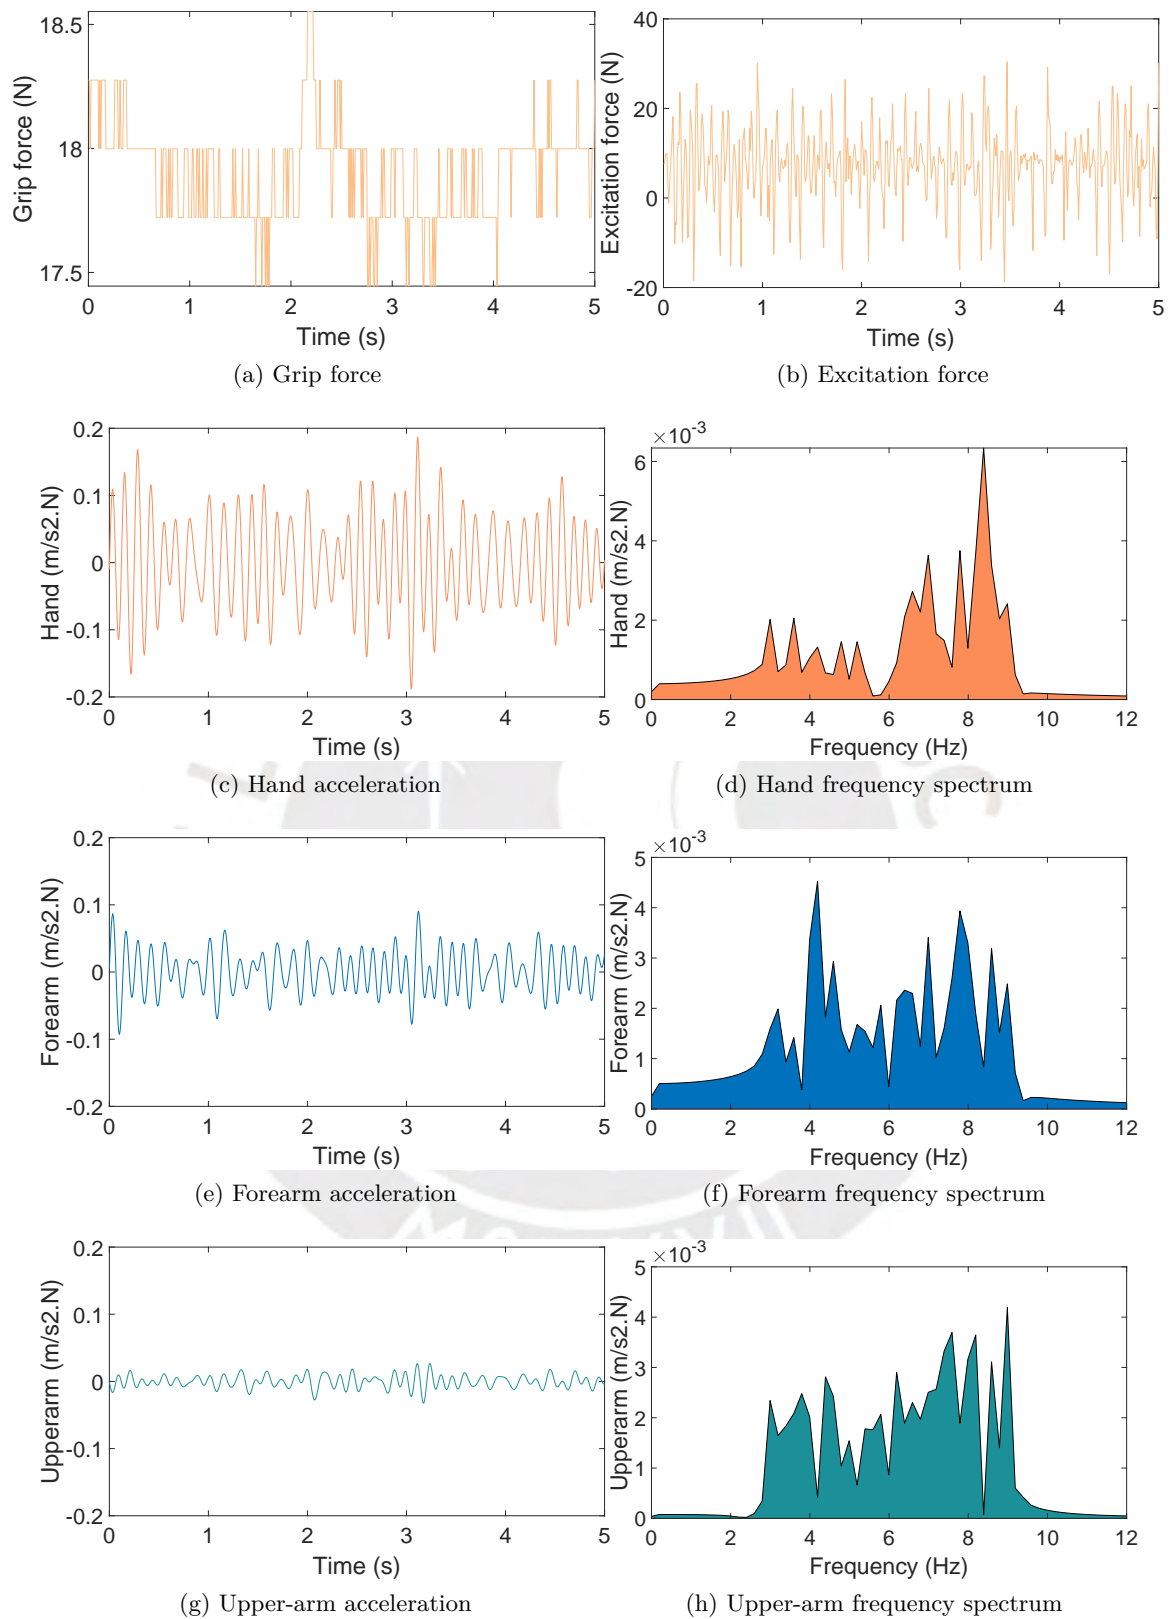 18.5
18
17.5
Grip force (N)
0 1 2 3 4 5
Time (s)
(a) Grip force
40
20
0
-20
Excitation force (N)
0 1 2 3 4 5
Time (s)
(b) Excitation force
0.2
0.1
0
-0.1
-0.2
Hand (m/s2.N)
0 1 2 3 4 5
Time (s)
(c) Hand acceleration
×10-3
6
4
2
0
Hand (m/s2.N)
0 2 4 6 8 10 12
Frequency (Hz)
(d) Hand frequency spectrum
0.2
0.1
0
-0.1
-0.2
Forearm (m/s2.N)
0 1 2 3 4 5
Time (s)
(e) Forearm acceleration
×10-3
5
4
3
2
1
0
Forearm (m/s2.N)
0 2 4 6 8 10 12
Frequency (Hz)
(f) Forearm frequency spectrum
0.2
0.1
0
-0.1
-0.2
Upperarm (m/s2.N)
0 1 2 3 4 5
Time (s)
(g) Upper-arm acceleration
×10-3
5
4
3
2
1
0
Upperarm (m/s2.N)
0 2 4 6 8 10 12
Frequency (Hz)
(h) Upper-arm frequency spectrum